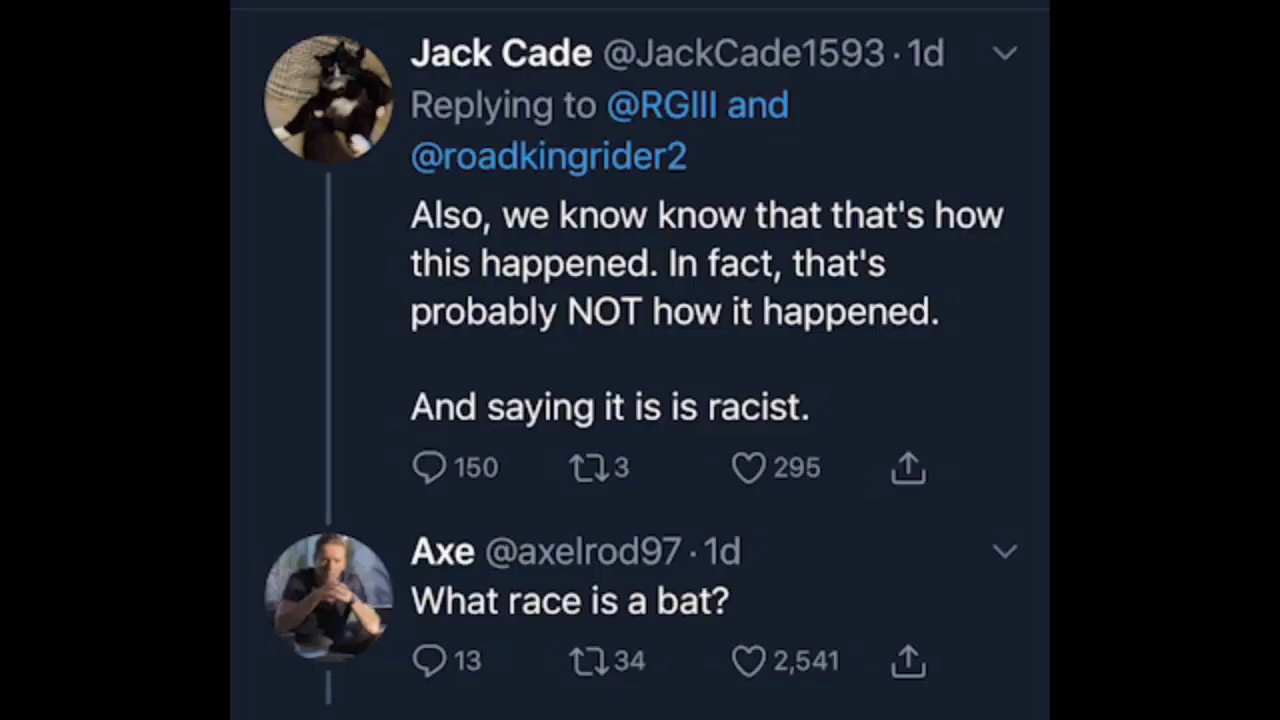 Jack Cade @JackCade1593 · 1d
Replying to @RGIII and
@roadkingrider2
Also, we know know that that's how
this happened. In fact, that's
probably NOT how it happened.
And saying it is is racist.
150 3 295
Axe @axelrod97 · 1d
What race is a bat?
13 34 2,541